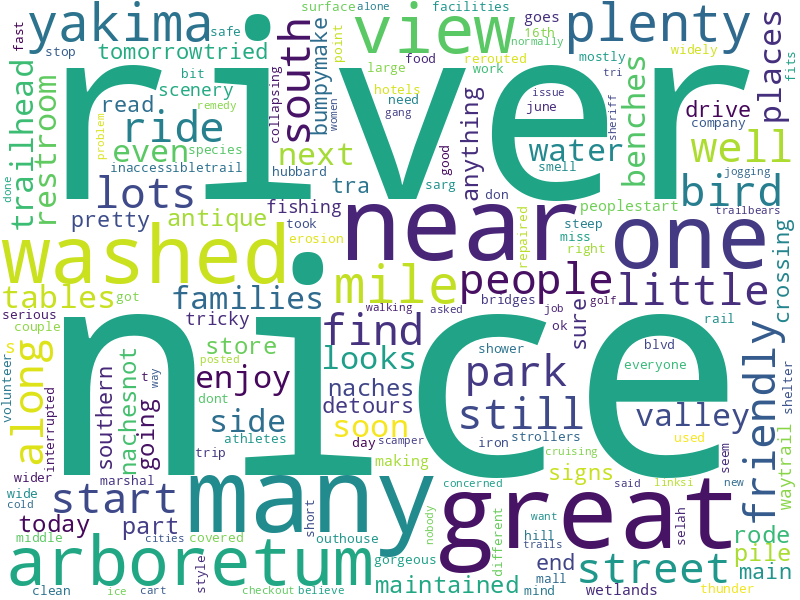 surface alone
goes facilities
yakima
view
plenty
safe
stop
fast
16th
normally
tomorrowtried
point
rerouted
mostly
widely
fits
river
bit
scenery
large
food
work
tri
places
trailhead
restroom
read
ride
south
collapsing
bumpymake
hotels
need
gang
women
june
issue
sheriff
benches
drive
company
well
problem
remedy
species
even
inaccessibletrail
next
hubbard
anything
good
water
smell
jogging
bird
done
lots
tra
sarg
don
pretty
antique
fishing
took
near
peoplestart
steep
miss
right
one
trailbears
crossing
washed
erosion
repaired
mile
people
bridges
golf
little
tables
got
families
walking
asked
job
ok
sure
rail
serious
couple
tricky
find
shower
blvd
nice
store
looks
enjoy
park
everyone
s
posted
t
way
dont
naches
iron
strollers
shelter
along
volunteer
interrupted
southern
nachesnot
going
side
detours
soon
still
valley
friendly
athletes
day
scamper
cruising
trip
making
signs
used
seem
waytrail
wider
marshal
concerned
linksi
wide
start
many
great
said
new
cold
today
part
short
nobody
different
want
selah
trails
rode
middle
cities
covered
outhouse
hill
pile
arboretum
style
gorgeous
end
street
main
mall
clean
ice
cart
checkout
believe
maintained
mind
wetlands
thunder